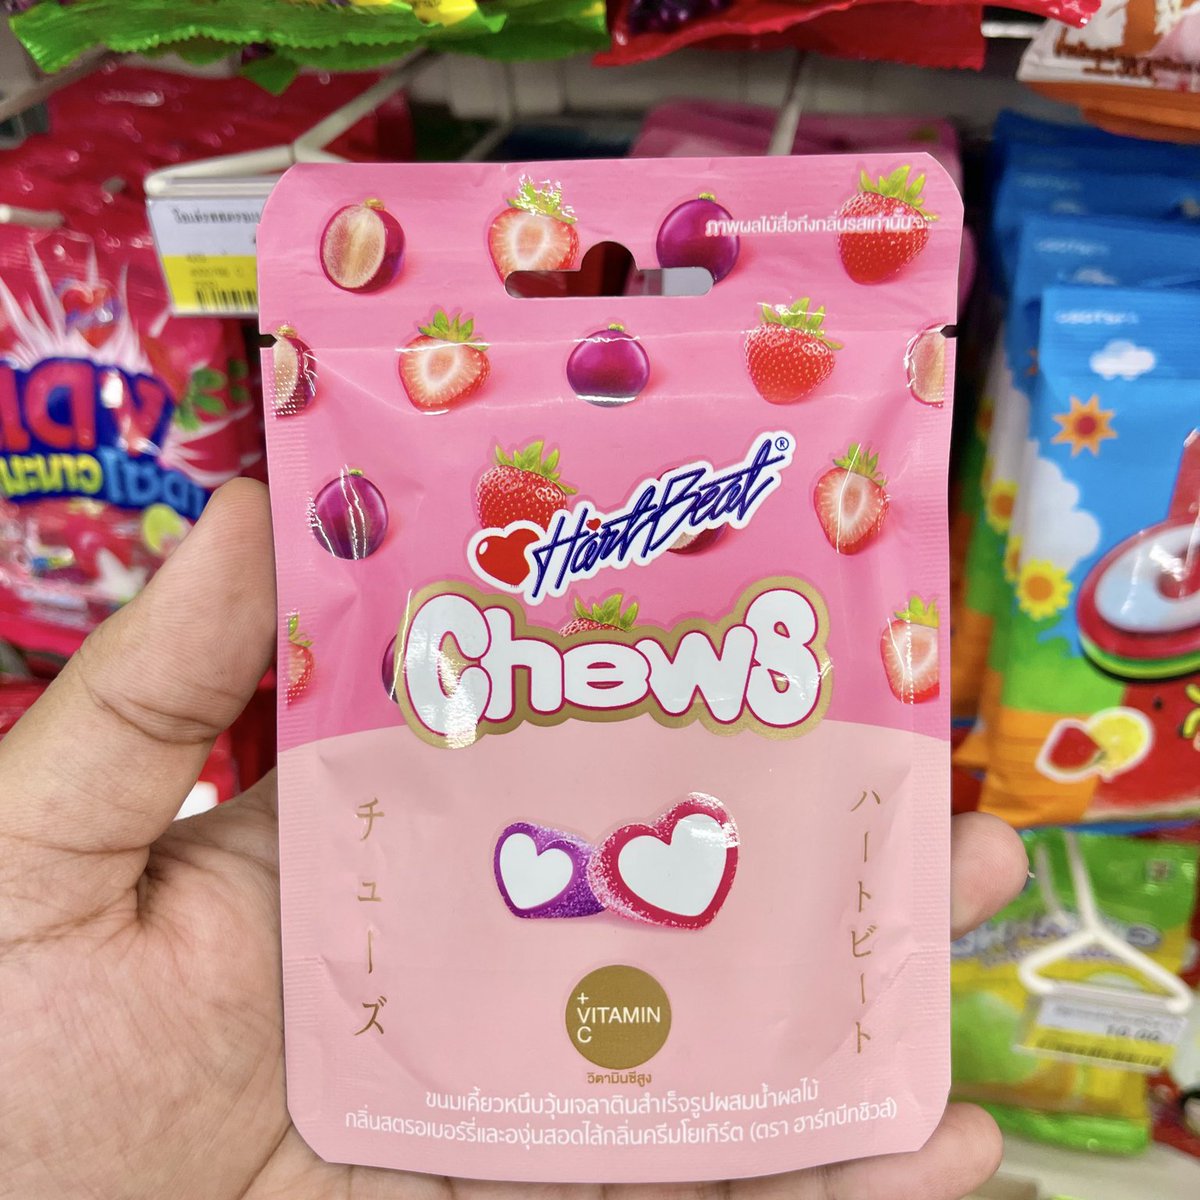 ภาพผลไม้สื่อถึงกลิ่นรสเท่านั้น
HartBeat®
Chews
チューズ
ハートビート
+
VITAMIN
C
วิตามินซีสูง
ขนมเคี้ยวหนึบวุ้นเจลาตินสำเร็จรูปผสมน้ำผลไม้
กลิ่นสตรอเบอร์รี่และองุ่นสอดไส้กลิ่นครีมโยเกิร์ต (ตรา ฮาร์ทบีทชิวส์)